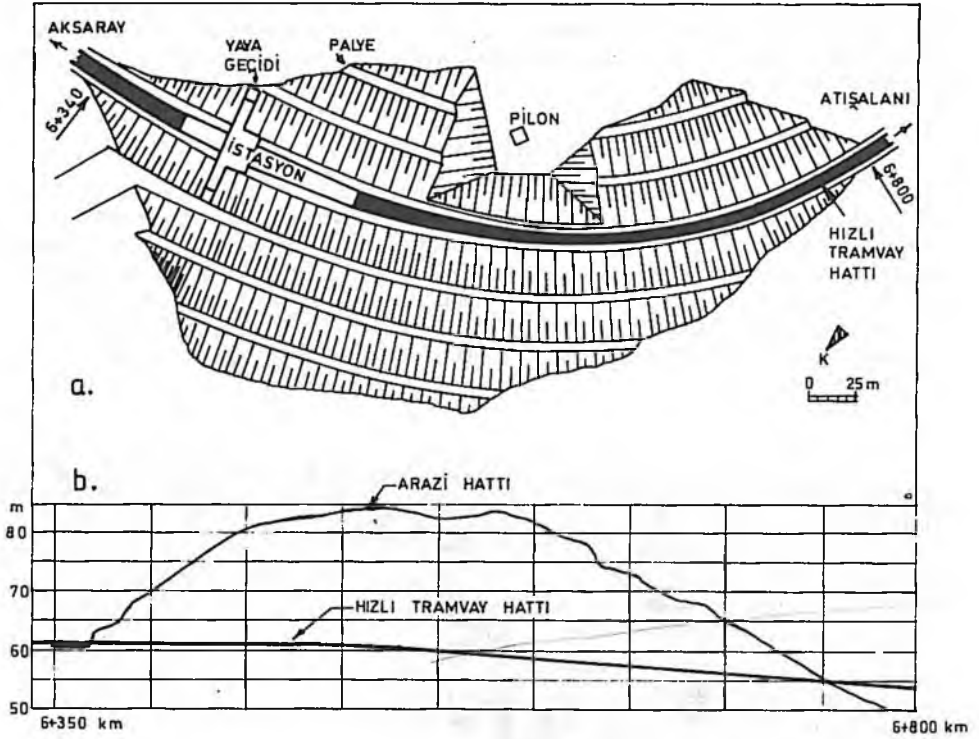 AKSARAY
YAYA
GEÇİDİ
PALYE
PİLON
ATIŞALANI
6+340
İSTASYON
6+800
HIZLI
TRAMVAY
HATTI
K
0 25m
a.
b.
ARAZİ HATTI
m
80
70
HIZLI TRAMVAY HATTI
60
50
6+350 km
6+800 km